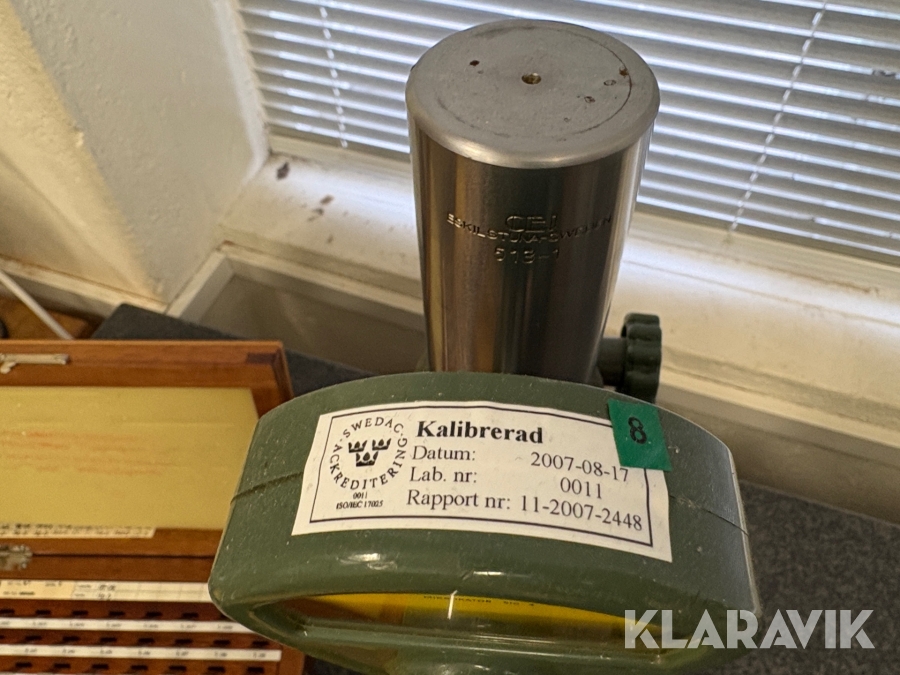 CEJ
ESKILSTUNA-SWEDEN
SWEDAC
ACKREDITERING
0011
ISO/IEC 17025
Kalibrerad
Datum: 2007-08-17
Lab. nr: 0011
Rapport nr: 11-2007-2448
8
KLARAVIK